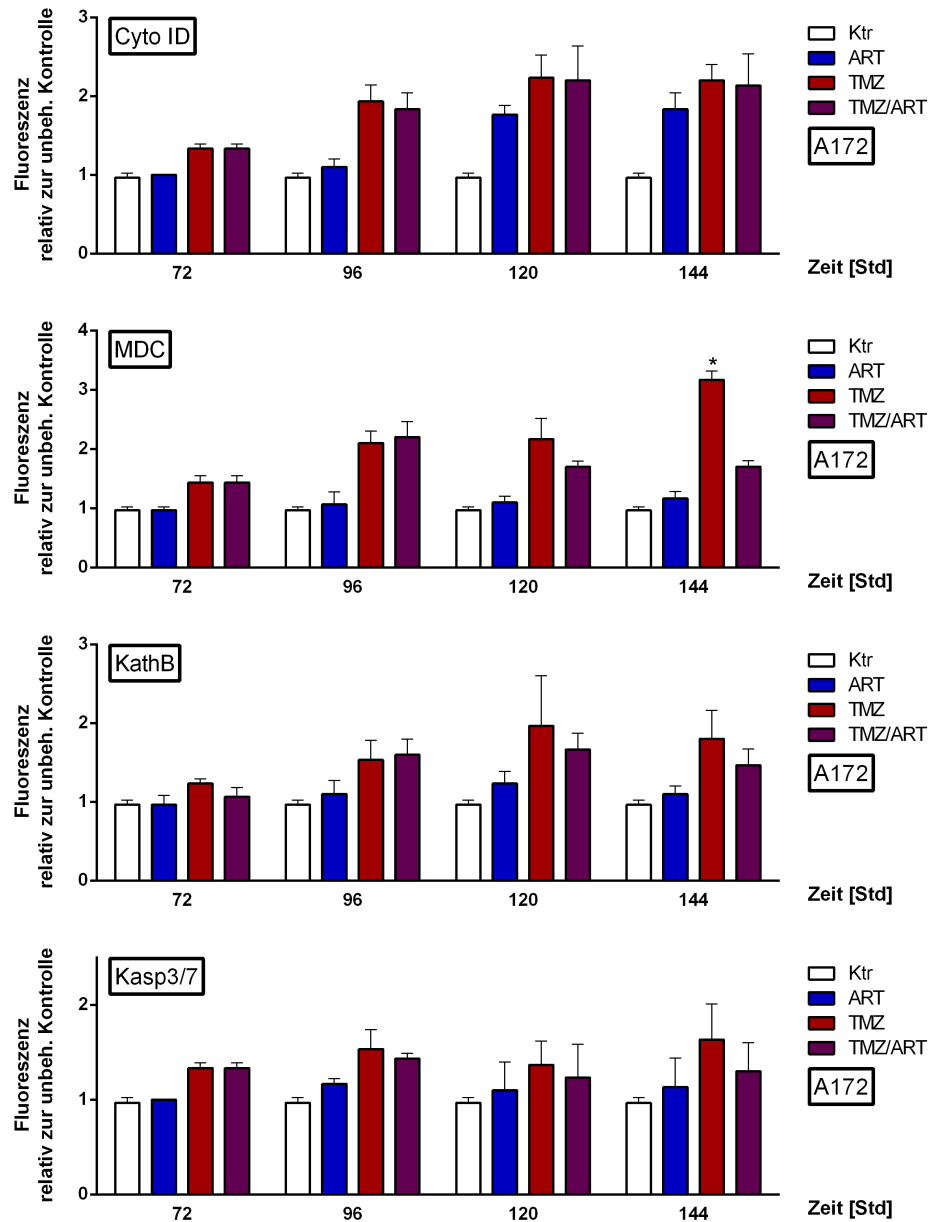 Cyto ID
Fluoreszenz
relativ zur unbeh. Kontrolle
3
2
1
0
72
96
120
144
Zeit [Std]
Ktr
ART
TMZ
TMZ/ART
A172
MDC
Fluoreszenz
relativ zur unbeh. Kontrolle
4
3
2
1
0
*
72
96
120
144
Zeit [Std]
Ktr
ART
TMZ
TMZ/ART
A172
KathB
Fluoreszenz
relativ zur unbeh. Kontrolle
3
2
1
0
72
96
120
144
Zeit [Std]
Ktr
ART
TMZ
TMZ/ART
A172
Kasp3/7
Fluoreszenz
relativ zur unbeh. Kontrolle
2
1
0
72
96
120
144
Zeit [Std]
Ktr
ART
TMZ
TMZ/ART
A172